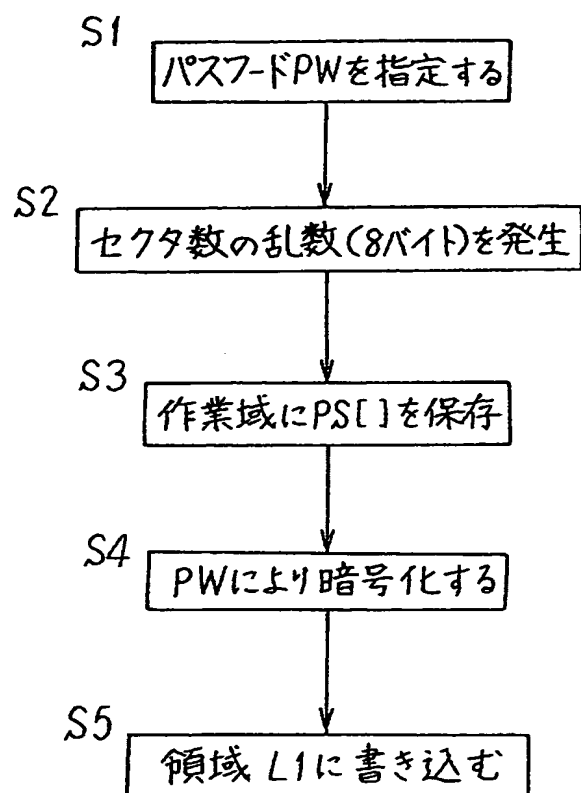 S1
パスワードPWを指定する
S2
セクタ数の乱数(8バイト)を発生
S3
作業域にPS[]を保存
S4
PWにより暗号化する
S5
領域 L1に書き込む